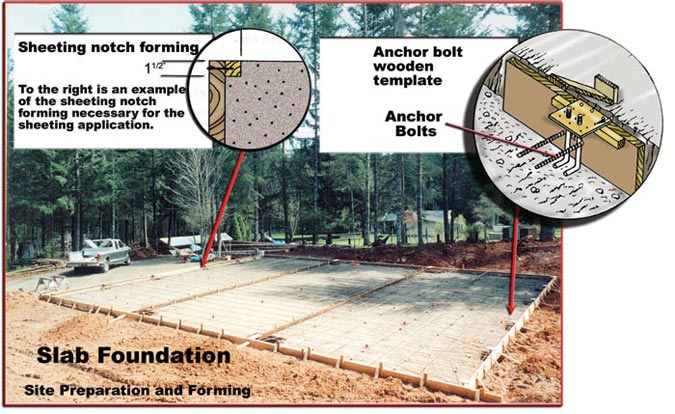 Sheeting notch forming
1 1/2"
To the right is an example
of the sheeting notch
forming necessary for the
sheeting application.
Anchor bolt
wooden
template
Anchor
Bolts
Slab Foundation
Site Preparation and Forming